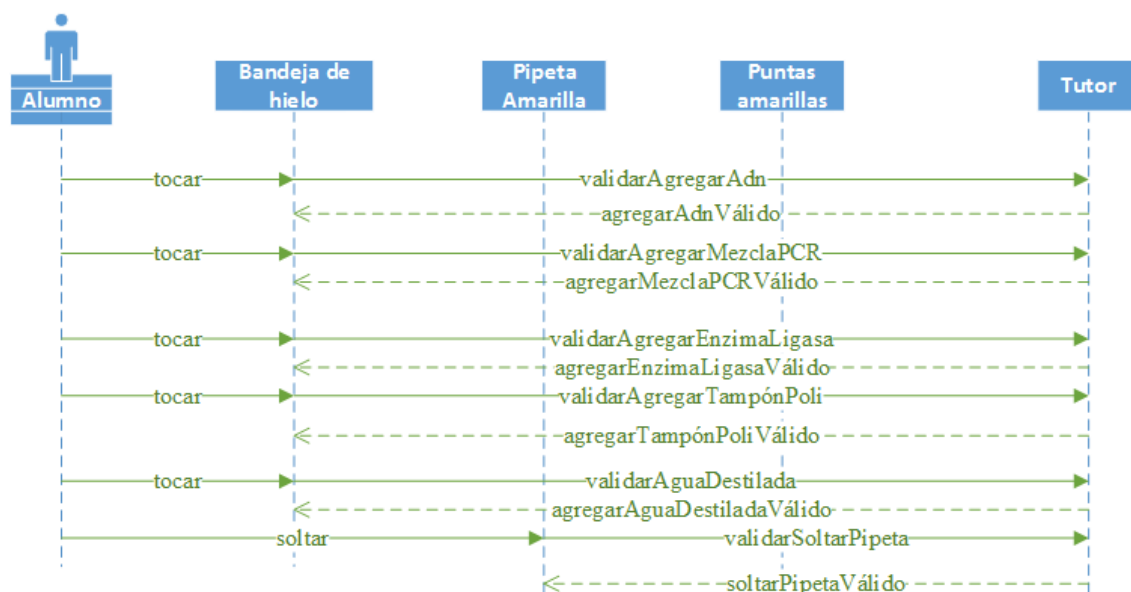 Alumno
Bandeja de
hielo
Pipeta
Amarilla
Puntas
amarillas
Tutor
tocar
validarAgregarAdn
agregarAdnVálido
tocar
validarAgregarMezclaPCR
agregarMezclaPCRVálido
tocar
validarAgregarEnzimaLigasa
agregarEnzimaLigasaVálido
tocar
validarAgregarTampónPoli
agregarTampónPoliVálido
tocar
validarAguaDestilada
agregarAguaDestiladaVálido
soltar
validarSoltarPipeta
soltarPipetaVálido